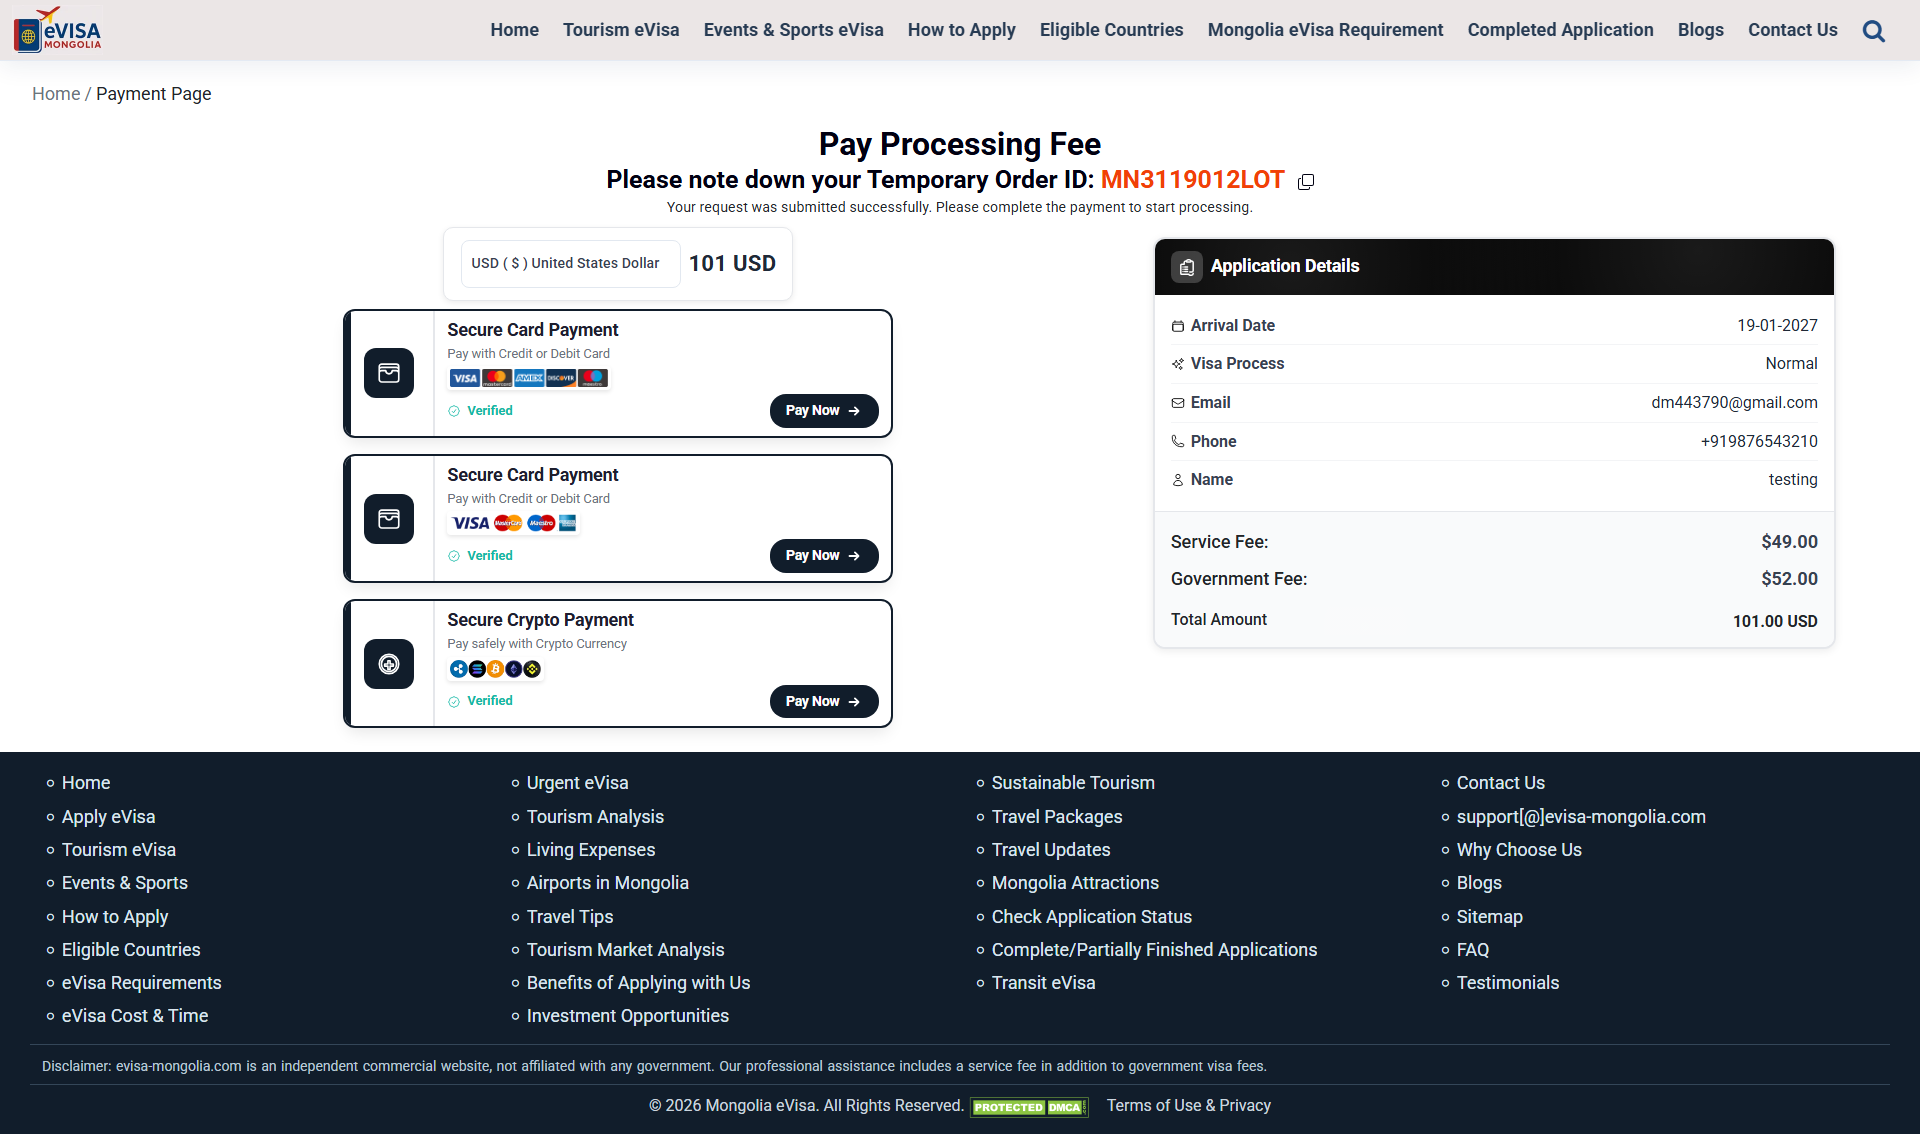 eVISA
MONGOLIA
Home
Tourism eVisa
Events & Sports eVisa
How to Apply
Eligible Countries
Mongolia eVisa Requirement
Completed Application
Blogs
Contact Us
Home / Payment Page
Pay Processing Fee
Please note down your Temporary Order ID: MN3119012LOT
Your request was submitted successfully. Please complete the payment to start processing.
USD ( $ ) United States Dollar
101 USD
Secure Card Payment
Pay with Credit or Debit Card
VISA mastercard AMEX DISCOVER maestro
Verified
Pay Now
Secure Card Payment
Pay with Credit or Debit Card
VISA MasterCard Maestro
Verified
Pay Now
Secure Crypto Payment
Pay safely with Crypto Currency
Verified
Pay Now
Application Details
Arrival Date 19-01-2027
Visa Process Normal
Email dm443790@gmail.com
Phone +919876543210
Name testing
Service Fee: $49.00
Government Fee: $52.00
Total Amount 101.00 USD
Home
Apply eVisa
Tourism eVisa
Events & Sports
How to Apply
Eligible Countries
eVisa Requirements
eVisa Cost & Time
Urgent eVisa
Tourism Analysis
Living Expenses
Airports in Mongolia
Travel Tips
Tourism Market Analysis
Benefits of Applying with Us
Investment Opportunities
Sustainable Tourism
Travel Packages
Travel Updates
Mongolia Attractions
Check Application Status
Complete/Partially Finished Applications
Transit eVisa
Contact Us
support[@]evisa-mongolia.com
Why Choose Us
Blogs
Sitemap
FAQ
Testimonials
Disclaimer: evisa-mongolia.com is an independent commercial website, not affiliated with any government. Our professional assistance includes a service fee in addition to government visa fees.
© 2026 Mongolia eVisa. All Rights Reserved. PROTECTED DMCA Terms of Use & Privacy